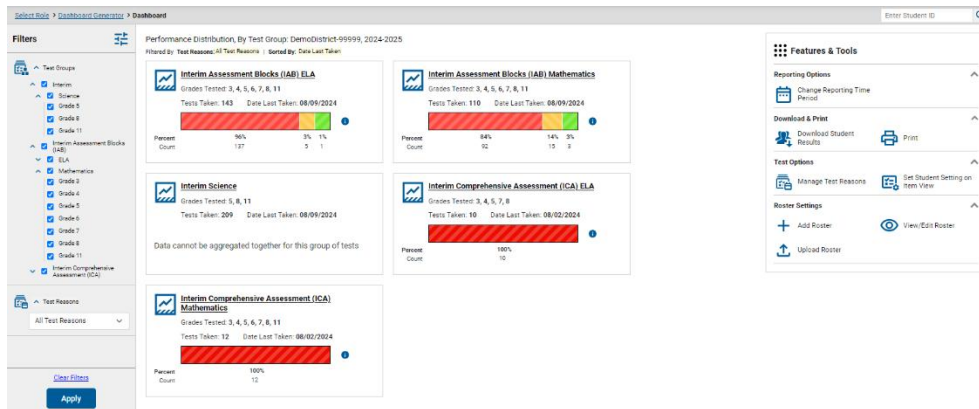 Select Role > Dashboard Generator > Dashboard
Enter Student ID
Filters
Test Groups
Interim
Science
Grade 5
Grade 8
Grade 11
Interim Assessment Blocks (IAB)
ELA
Mathematics
Grade 3
Grade 4
Grade 5
Grade 6
Grade 7
Grade 8
Grade 11
Interim Comprehensive Assessment (ICA)
Test Reasons
All Test Reasons
Clear Filters
Apply
Performance Distribution, By Test Group: DemoDistrict-99999, 2024-2025
Filtered By Test Reasons: All Test Reasons | Sorted By: Date Last Taken
Interim Assessment Blocks (IAB) ELA
Grades Tested: 3, 4, 5, 6, 7, 8, 11
Tests Taken: 143 Date Last Taken: 08/09/2024
Percent 96% 3% 1%
Count 137 5 1
Interim Assessment Blocks (IAB) Mathematics
Grades Tested: 3, 4, 5, 6, 7, 8, 11
Tests Taken: 110 Date Last Taken: 08/09/2024
Percent 84% 14% 3%
Count 92 15 3
Interim Science
Grades Tested: 5, 8, 11
Tests Taken: 209 Date Last Taken: 08/09/2024
Data cannot be aggregated together for this group of tests
Interim Comprehensive Assessment (ICA) ELA
Grades Tested: 3, 4, 5, 7, 8
Tests Taken: 10 Date Last Taken: 08/02/2024
Percent 100%
Count 10
Interim Comprehensive Assessment (ICA)
Mathematics
Grades Tested: 3, 4, 5, 6, 7, 8, 11
Tests Taken: 12 Date Last Taken: 08/02/2024
Percent 100%
Count 12
Features & Tools
Reporting Options
Change Reporting Time
Period
Download & Print
Download Student
Results
Print
Test Options
Manage Test Reasons
Set Student Setting on
Item View
Roster Settings
Add Roster
View/Edit Roster
Upload Roster